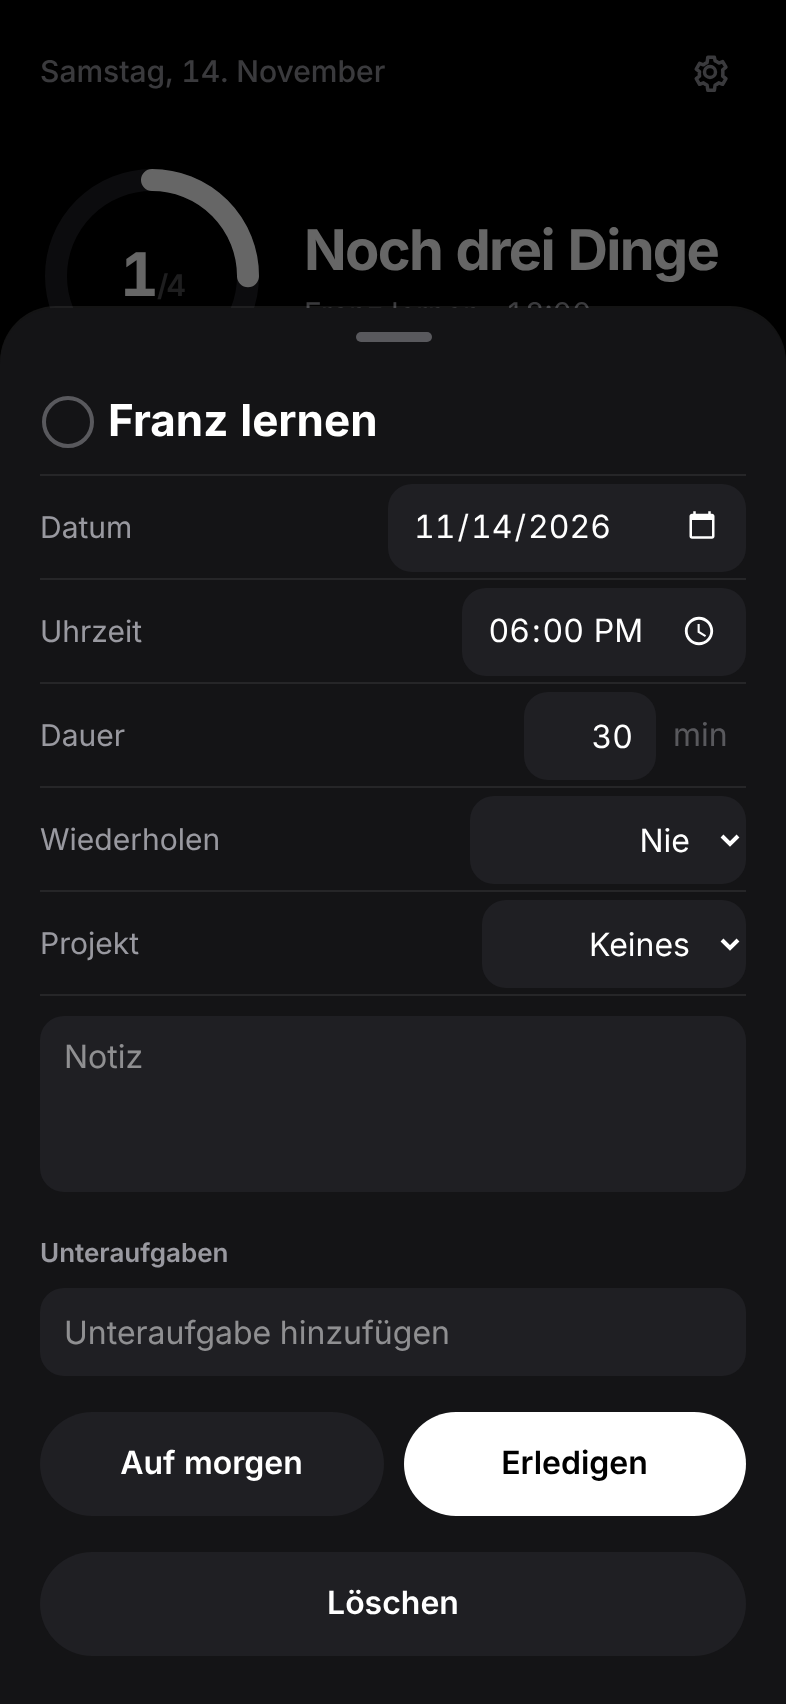 Samstag, 14. November
1/4
Noch drei Dinge
Franz lernen
Datum
11/14/2026
Uhrzeit
06:00 PM
Dauer
30 min
Wiederholen
Nie
Projekt
Keines
Notiz
Unteraufgaben
Unteraufgabe hinzufügen
Auf morgen
Erledigen
Löschen